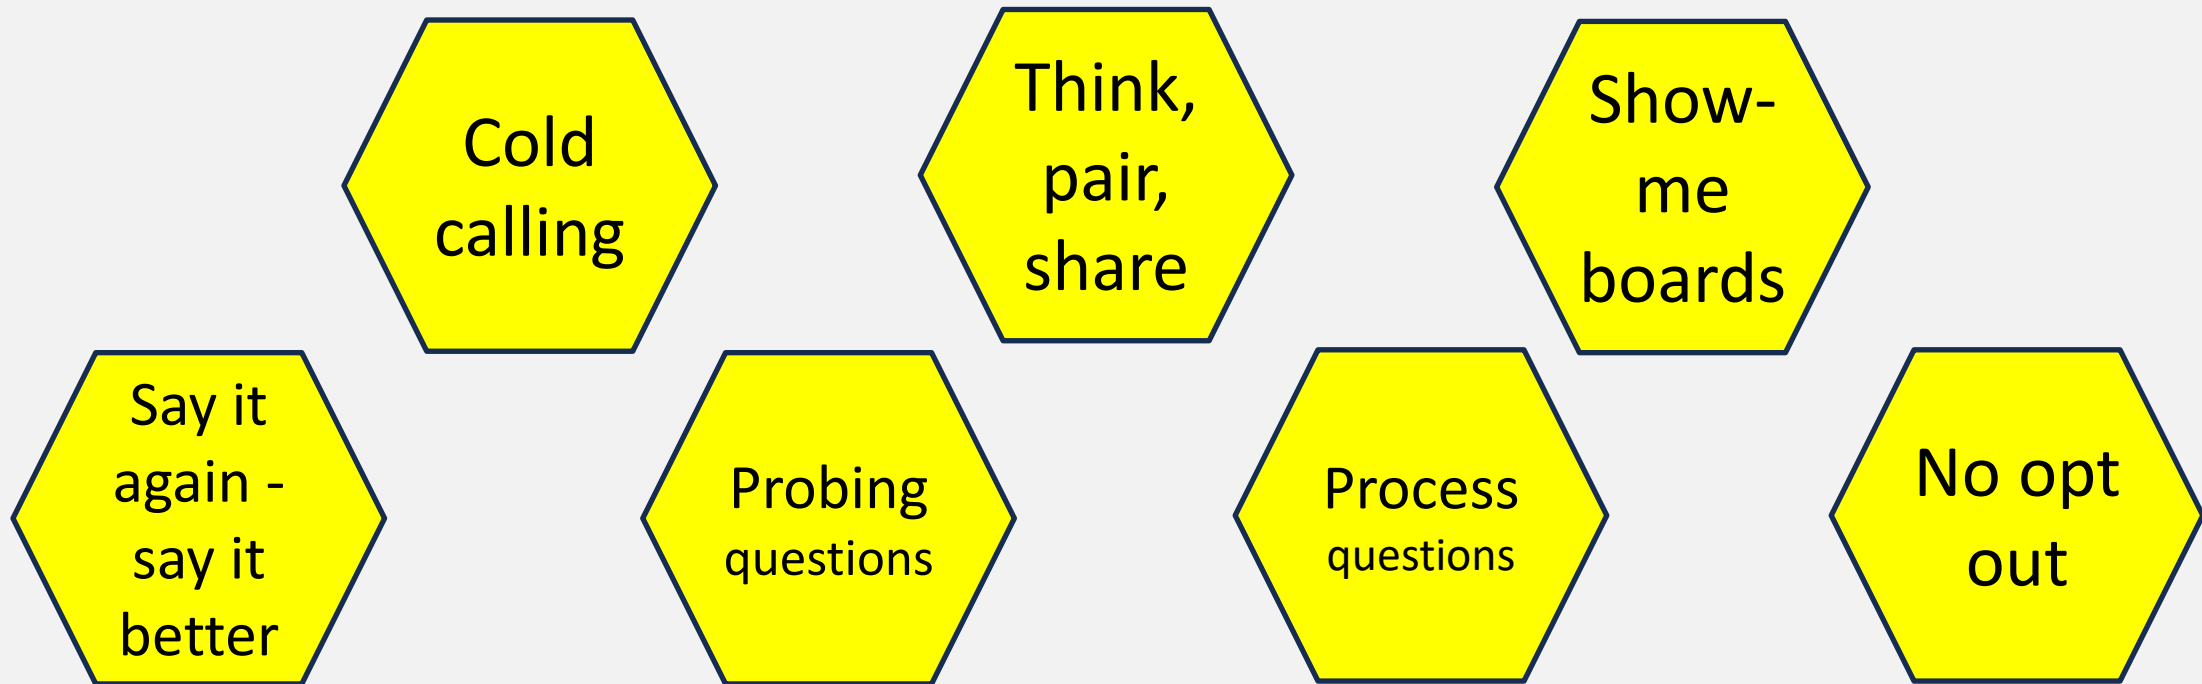 Cold
calling
Think,
pair,
share
Show-
me
boards
Say it
again -
say it
better
Probing
questions
Process
questions
No opt
out